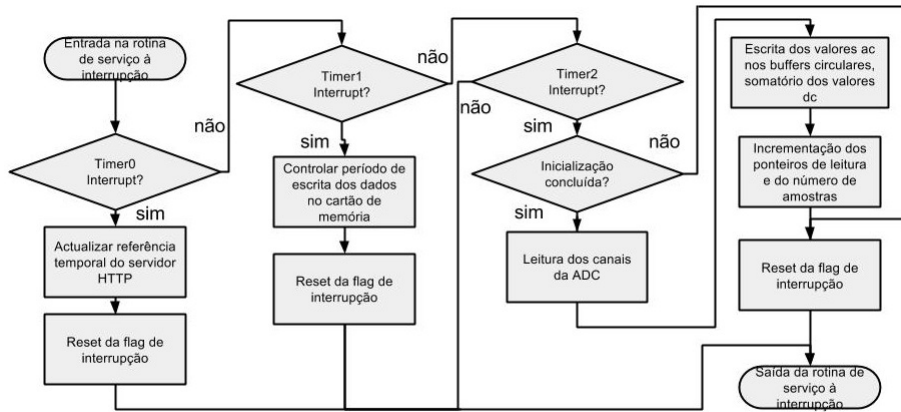 Entrada na rotina
de serviço à
interrupção
não
Timer0
Interrupt?
sim
Actualizar referência
temporal do servidor
HTTP
Reset da flag de
interrupção
Timer1
Interrupt?
não
sim
Controlar período de
escrita dos dados
no cartão de
memória
Reset da flag de
interrupção
Timer2
Interrupt?
não
sim
Inicialização
concluída?
não
sim
Leitura dos canais
da ADC
Escrita dos valores ac
nos buffers circulares,
somatório dos valores
dc
Incrementação dos
ponteiros de leitura
e do número de
amostras
Reset da flag de
interrupção
Saída da rotina de
serviço à
interrupção